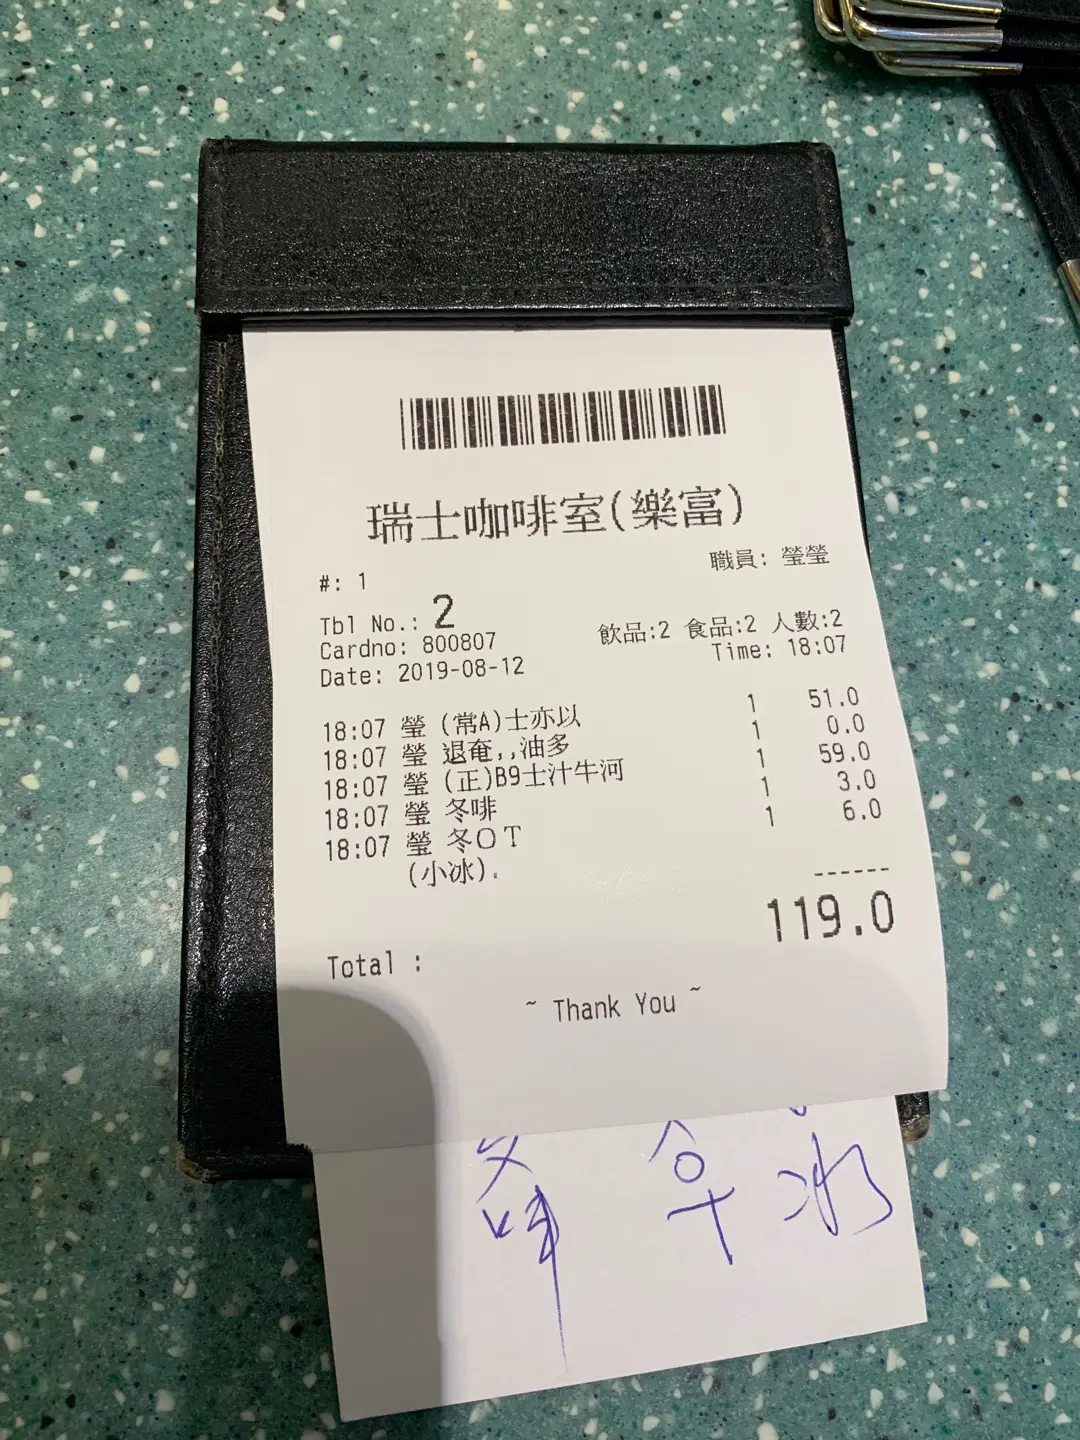 瑞士咖啡室(樂富)
#: 1 職員: 瑩瑩
Tbl No.: 2
Cardno: 800807 飲品:2 食品:2 人數:2
Date: 2019-08-12 Time: 18:07
18:07 瑩 (常A)士亦以 1 51.0
18:07 瑩 退奄,,油多 1 0.0
18:07 瑩 (正)B9士汁牛河 1 59.0
18:07 瑩 冬啡 1 3.0
18:07 瑩 冬OT 1 6.0
(小冰).
------
119.0
Total :
~ Thank You ~